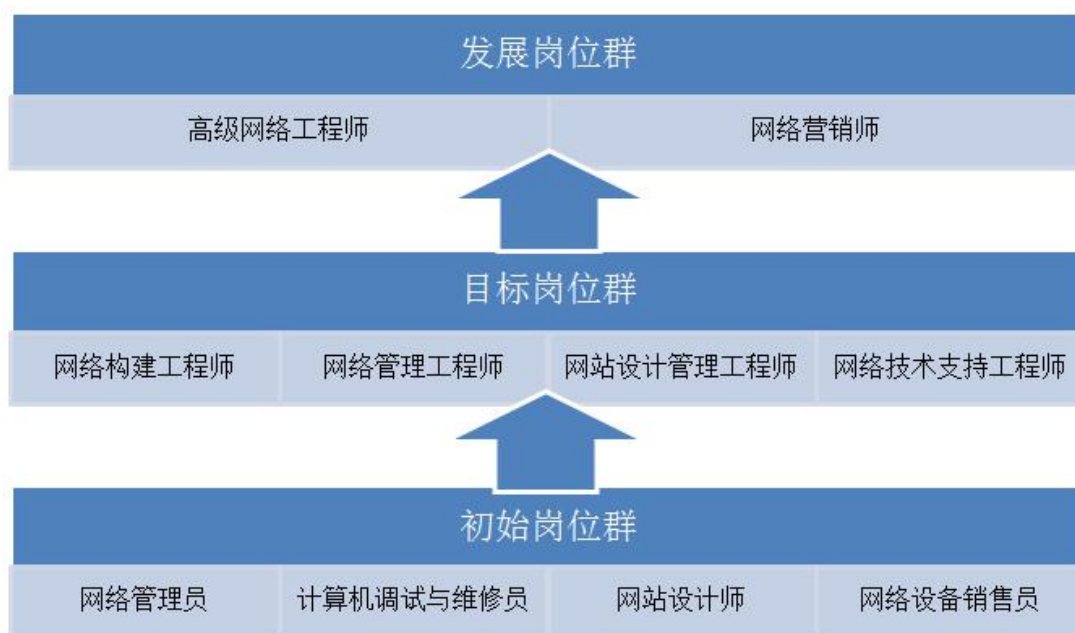 发展岗位群
高级网络工程师 网络营销师
目标岗位群
网络构建工程师 网络管理工程师 网站设计管理工程师 网络技术支持工程师
初始岗位群
网络管理员 计算机调试与维修员 网站设计师 网络设备销售员